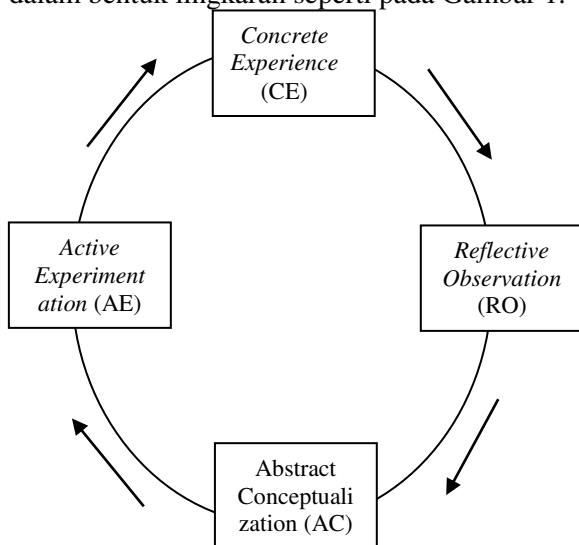 dalam bentuk lingkaran seperti pada Gambar 1.
Concrete
Experience
(CE)
Active
Experiment
ation (AE)
Reflective
Observation
(RO)
Abstract
Conceptuali
zation (AC)